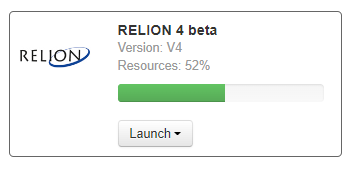 RELION
RELION 4 beta
Version: V4
Resources: 52%
Launch